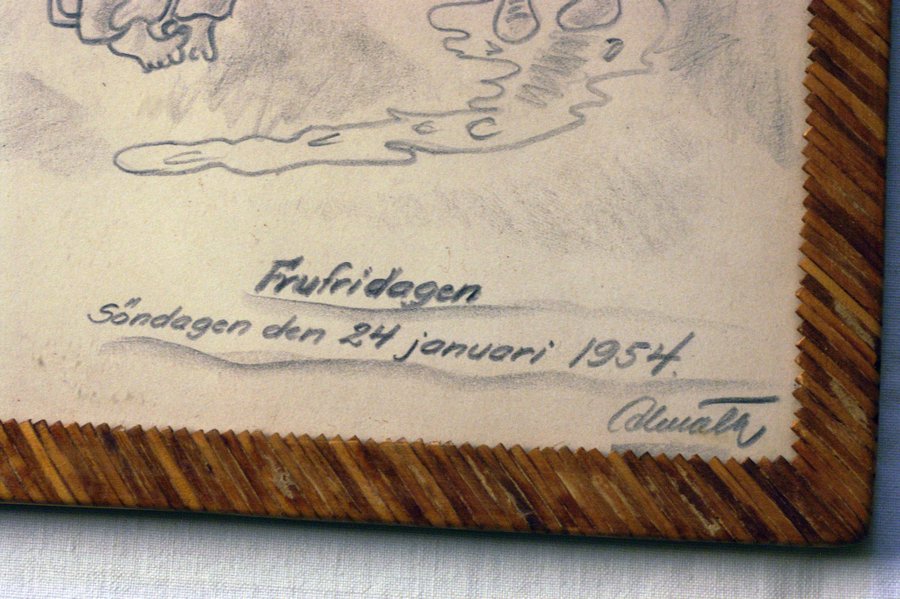 Frufridagen
Söndagen den 24 januari 1954.